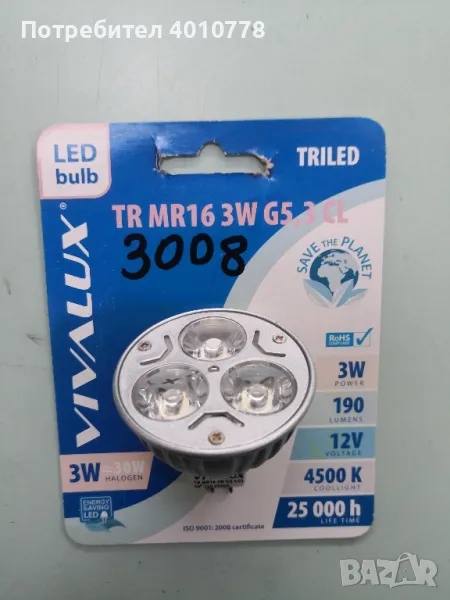 Потребител 4010778
LED
bulb
TRILED
TR MR16 3W G5,3 CL
3008
VIVALUX®
SAVE THE PLANET
RoHS
3W
POWER
190
LUMENS
12V
VOLTAGE
4500 K
COOLLIGHT
25 000 h
LIFE TIME
3W = 30W
HALOGEN
ENERGY
SAVING
LED
ISO 9001: 2008 certificate
BAZAR